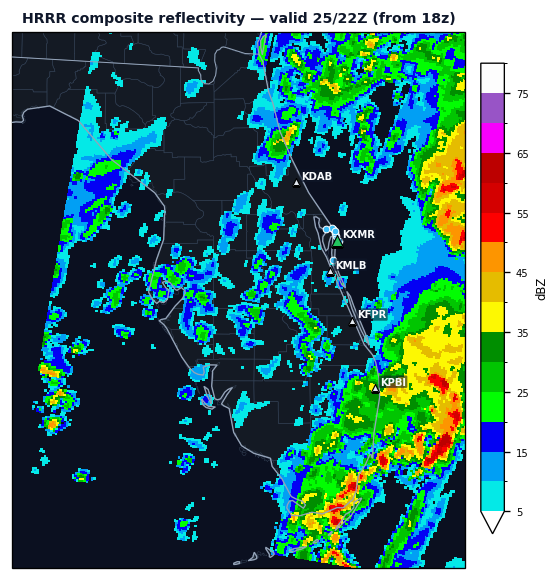 HRRR composite reflectivity — valid 25/22Z (from 18z)
KDAB
KXMR
KMLB
KFPR
KPBI
75
65
55
45
35
25
15
5
dBZ